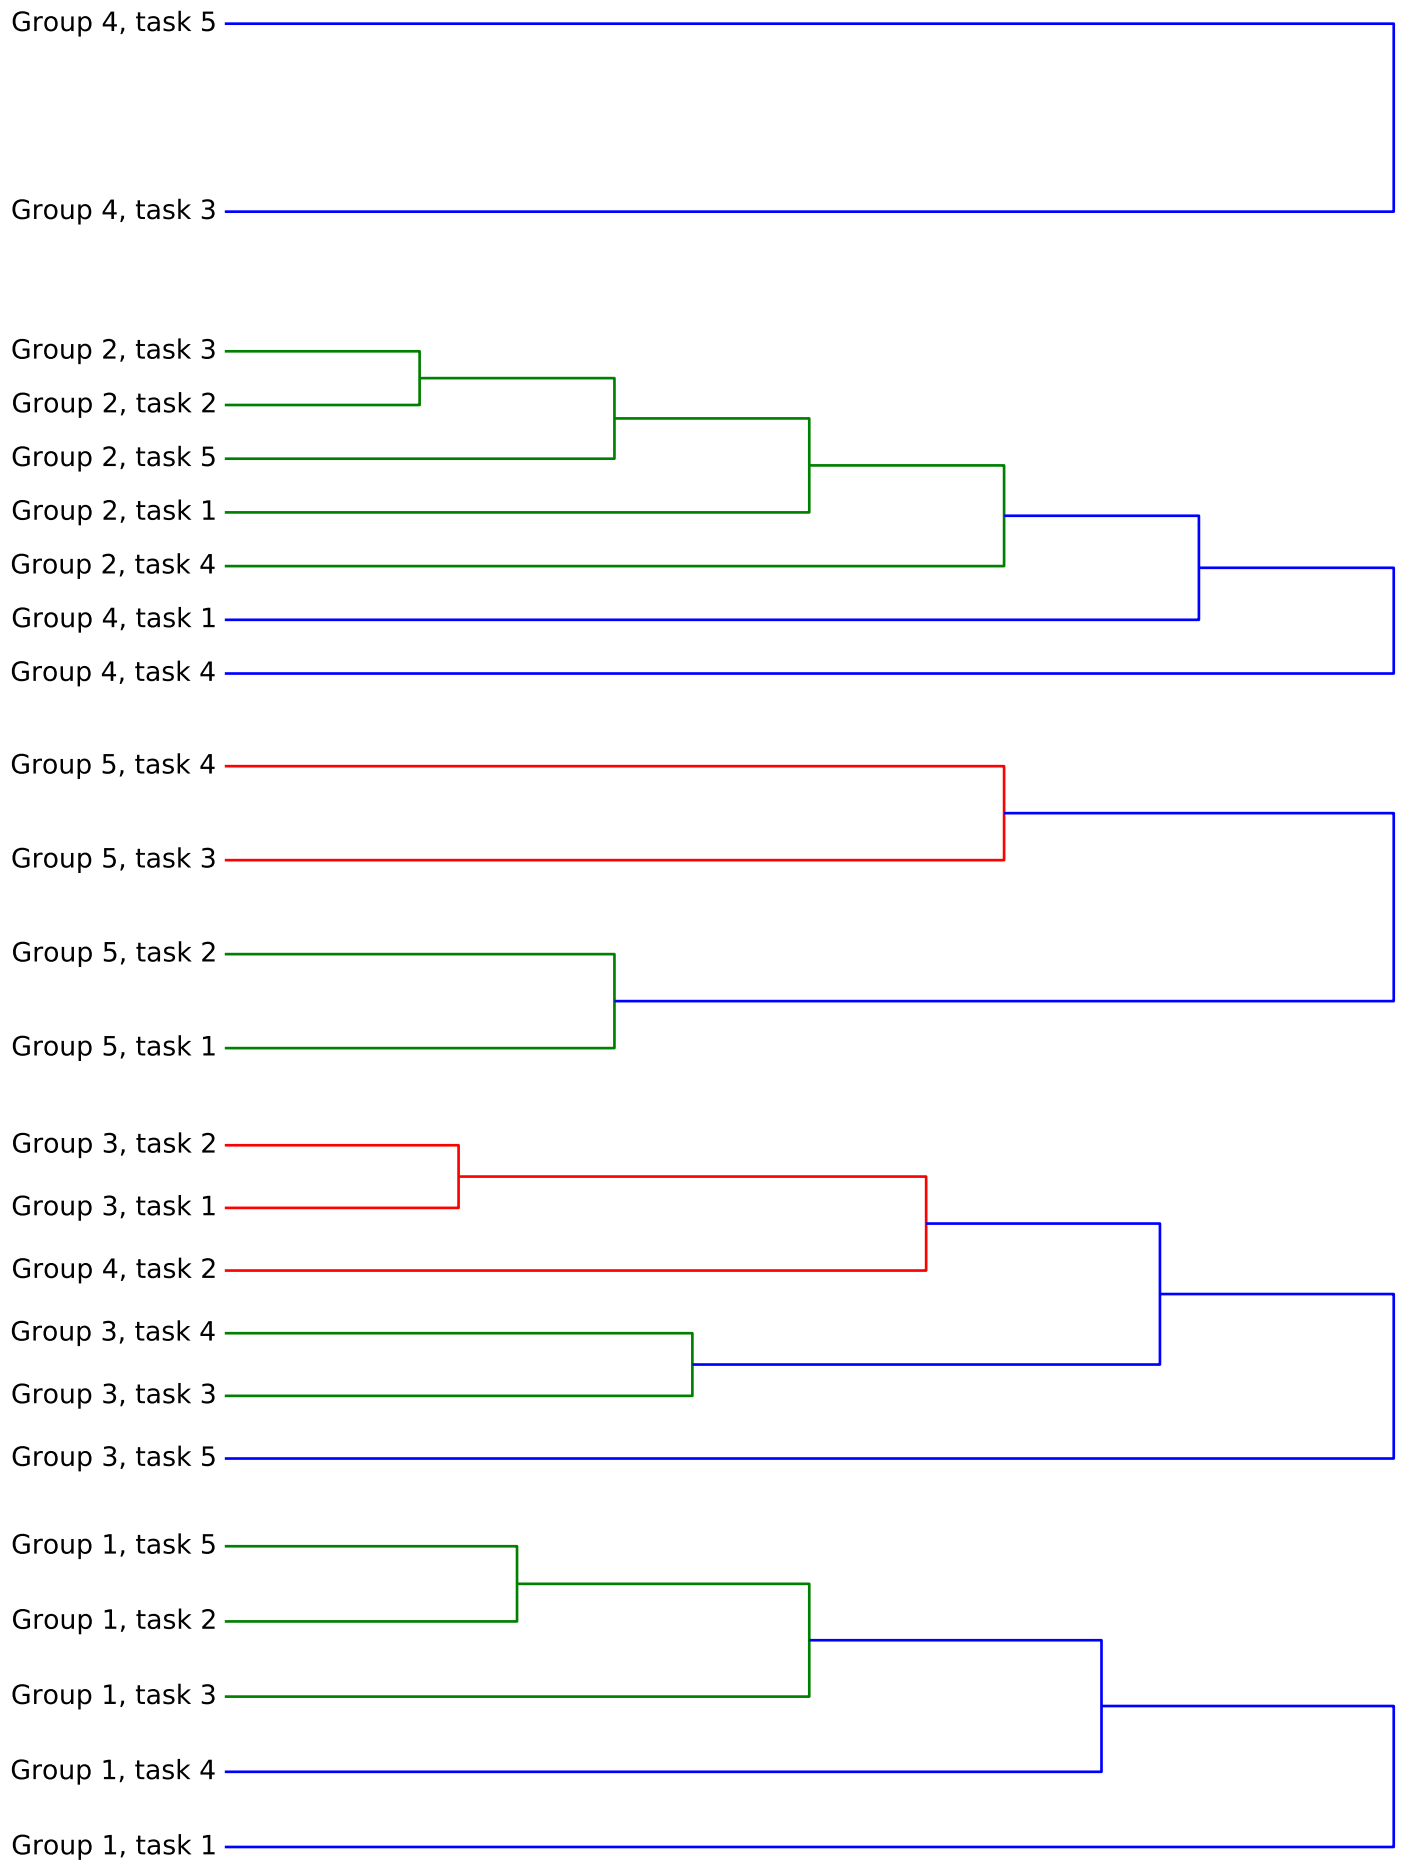 Group 4, task 5
Group 4, task 3
Group 2, task 3
Group 2, task 2
Group 2, task 5
Group 2, task 1
Group 2, task 4
Group 4, task 1
Group 4, task 4
Group 5, task 4
Group 5, task 3
Group 5, task 2
Group 5, task 1
Group 3, task 2
Group 3, task 1
Group 4, task 2
Group 3, task 4
Group 3, task 3
Group 3, task 5
Group 1, task 5
Group 1, task 2
Group 1, task 3
Group 1, task 4
Group 1, task 1